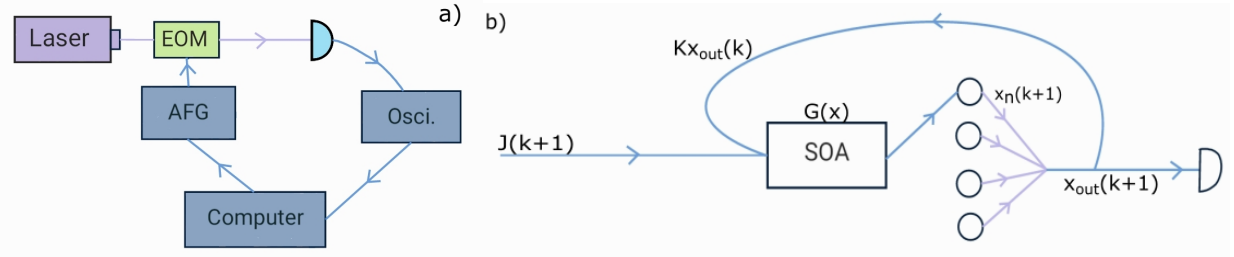 a)
Laser
EOM
AFG
Osci.
Computer
b)
Kx_out(k)
G(x)
x_n(k+1)
J(k+1)
SOA
x_out(k+1)